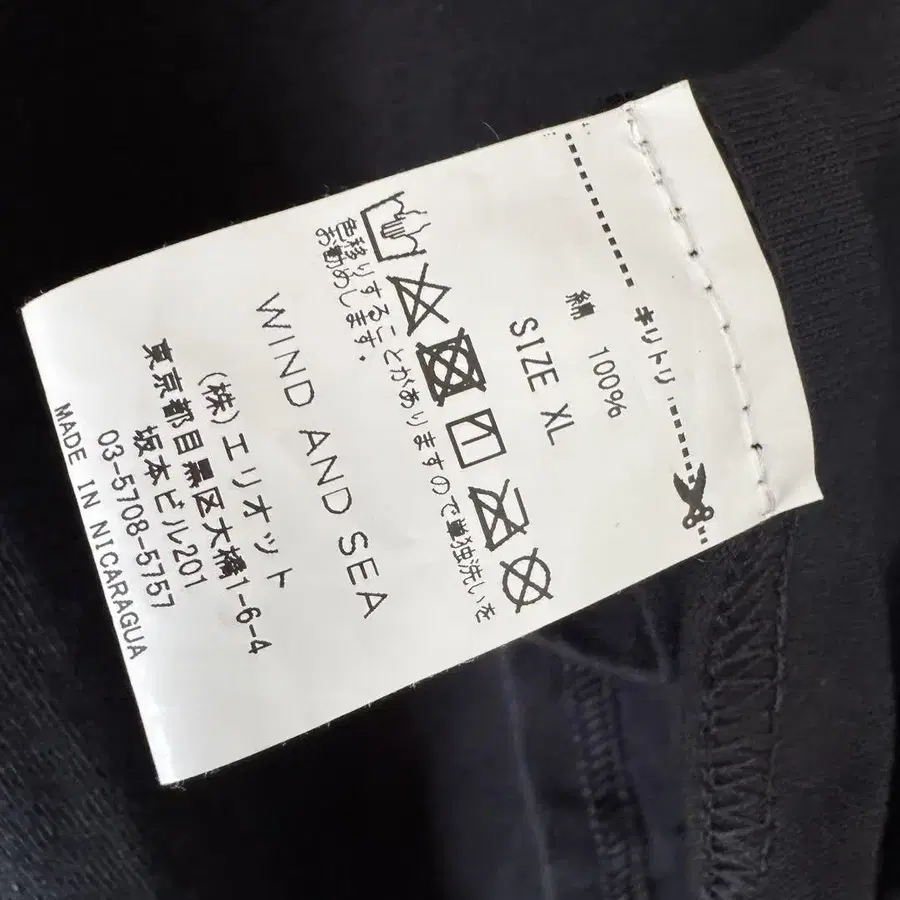 キリトリ
綿 100%
SIZE XL
色移りすることがありますので単独洗いを
お勧めします.
WIND AND SEA
(株)エリオット
東京都目黒区大橋1-6-4
坂本ビル201
03-5708-5757
MADE IN NICARAGUA